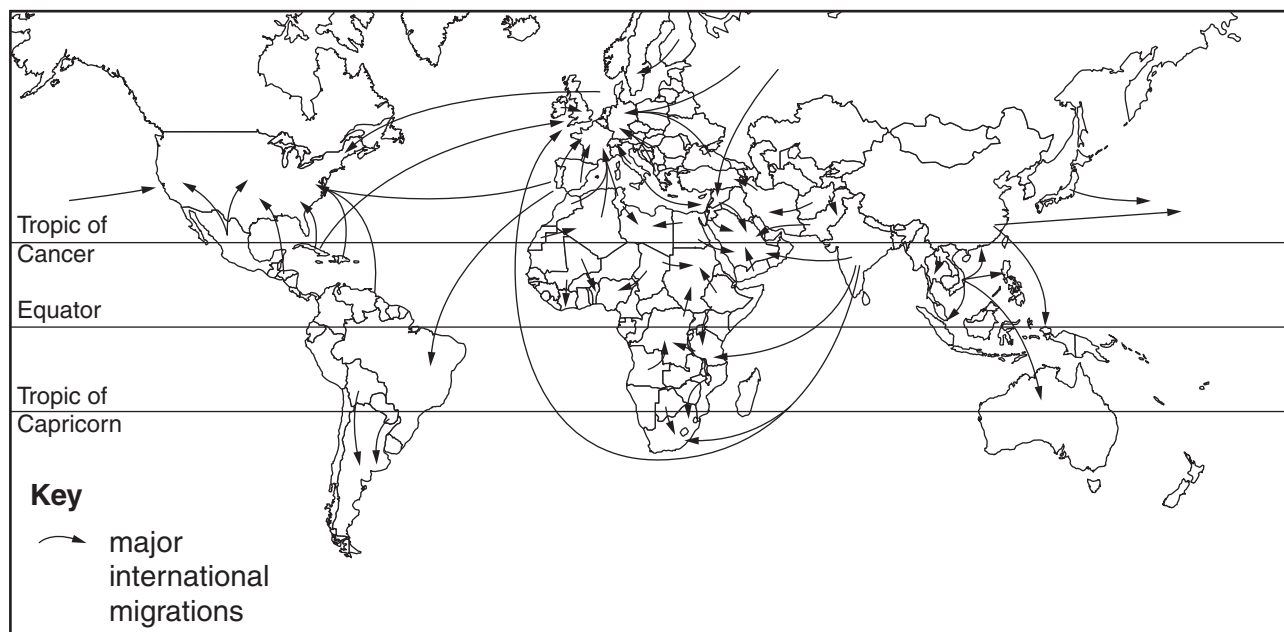 Tropic of
Cancer
Equator
Tropic of
Capricorn
Key
major
international
migrations